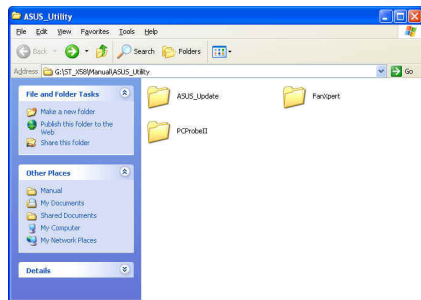 ASUS_Utility
File Edit View Favorites Tools Help
Back Search Folders
Address G:\ST_X58\Manual\ASUS_Utility Go
File and Folder Tasks
Make a new folder
Publish this folder to the Web
Share this folder
Other Places
Manual
My Documents
Shared Documents
My Computer
My Network Places
Details
ASUS_Update
FanXpert
PCProbeII